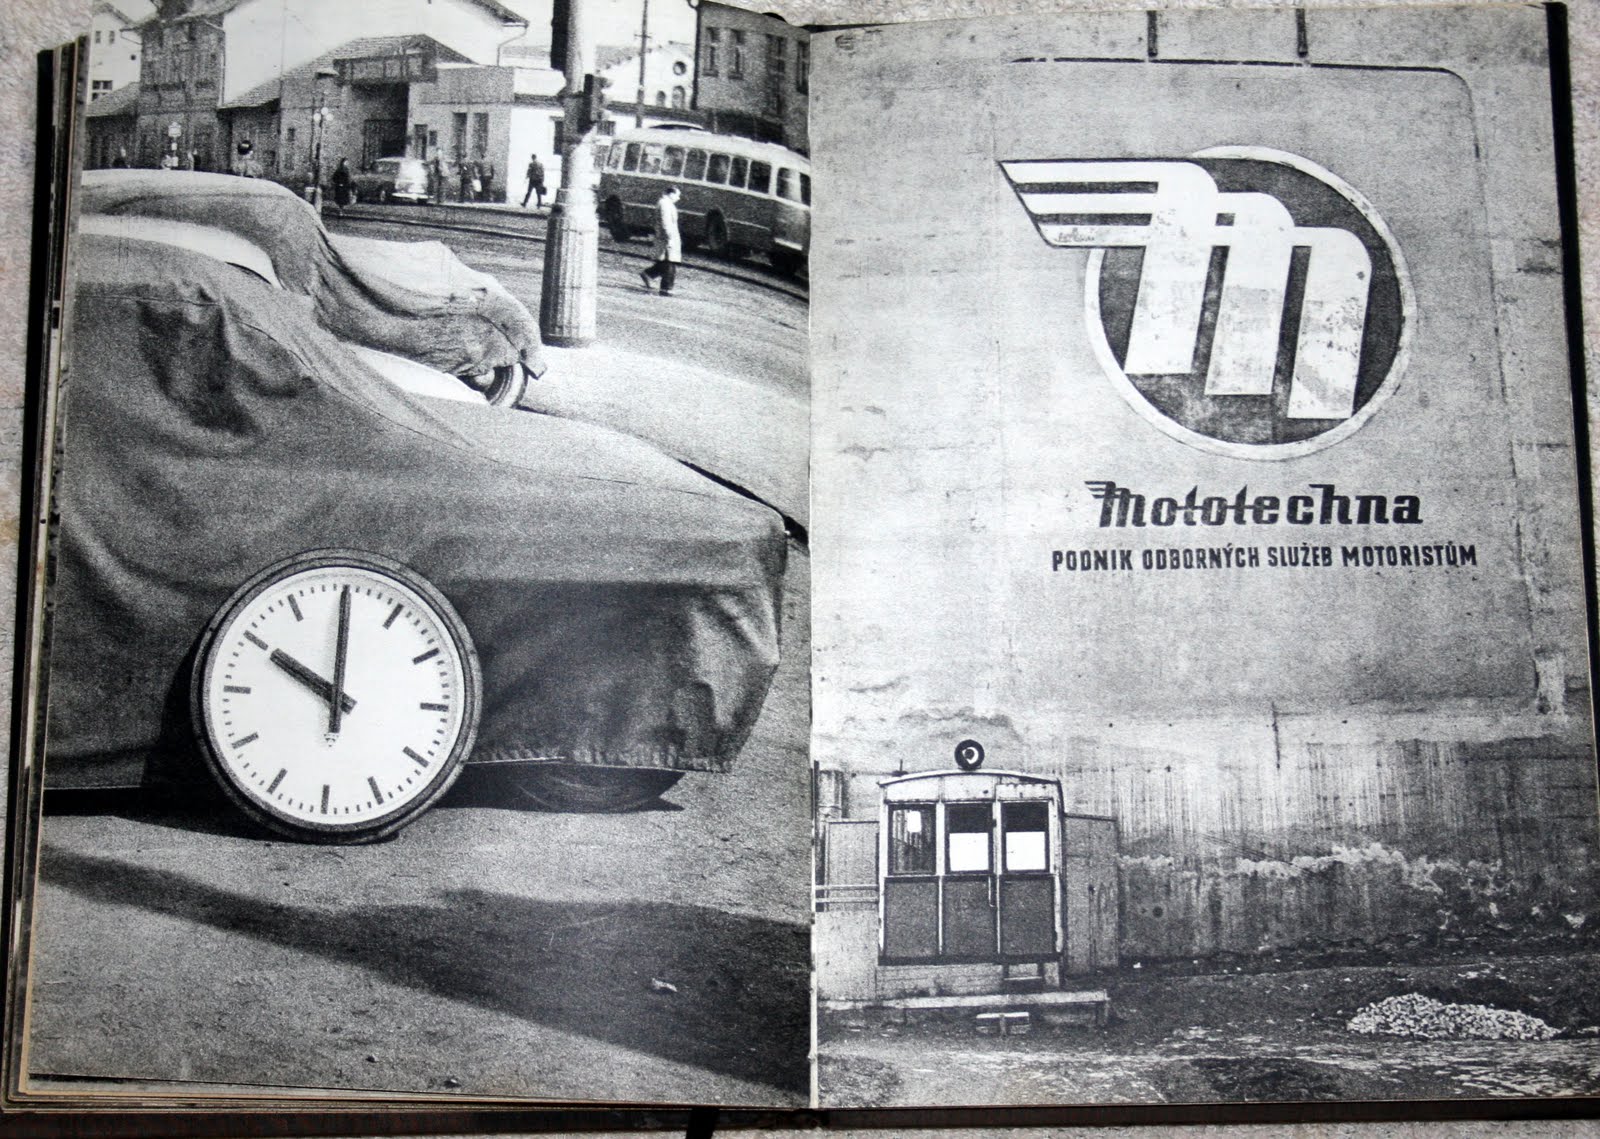 Mototechna
PODNIK ODBORNÝCH SLUŽEB MOTORISTŮM